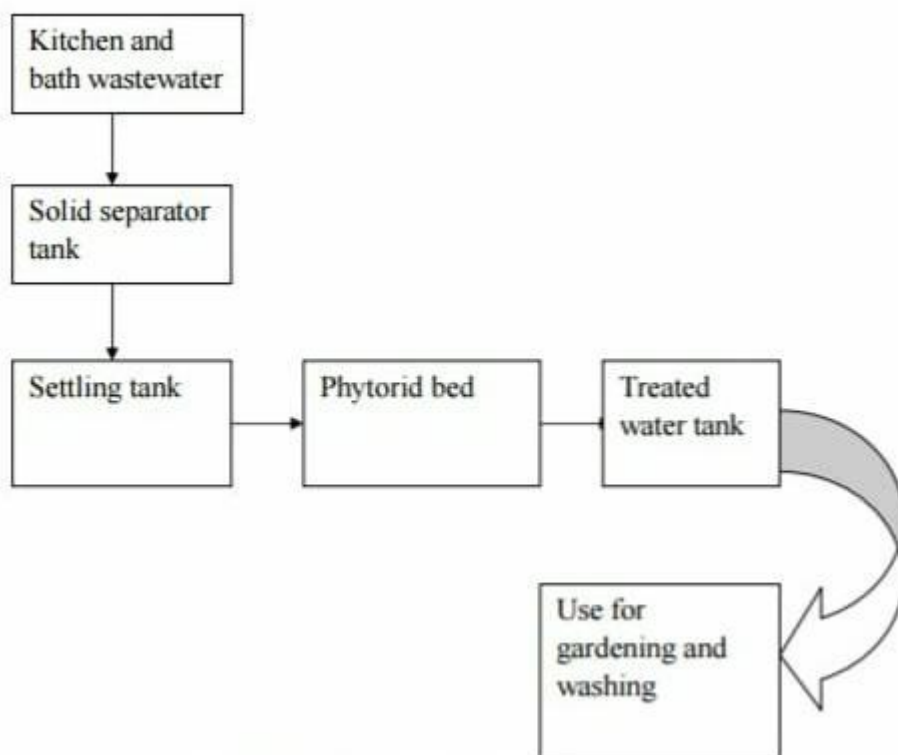 Kitchen and
bath wastewater
Solid separator
tank
Settling tank
Phytorid bed
Treated
water tank
Use for
gardening and
washing